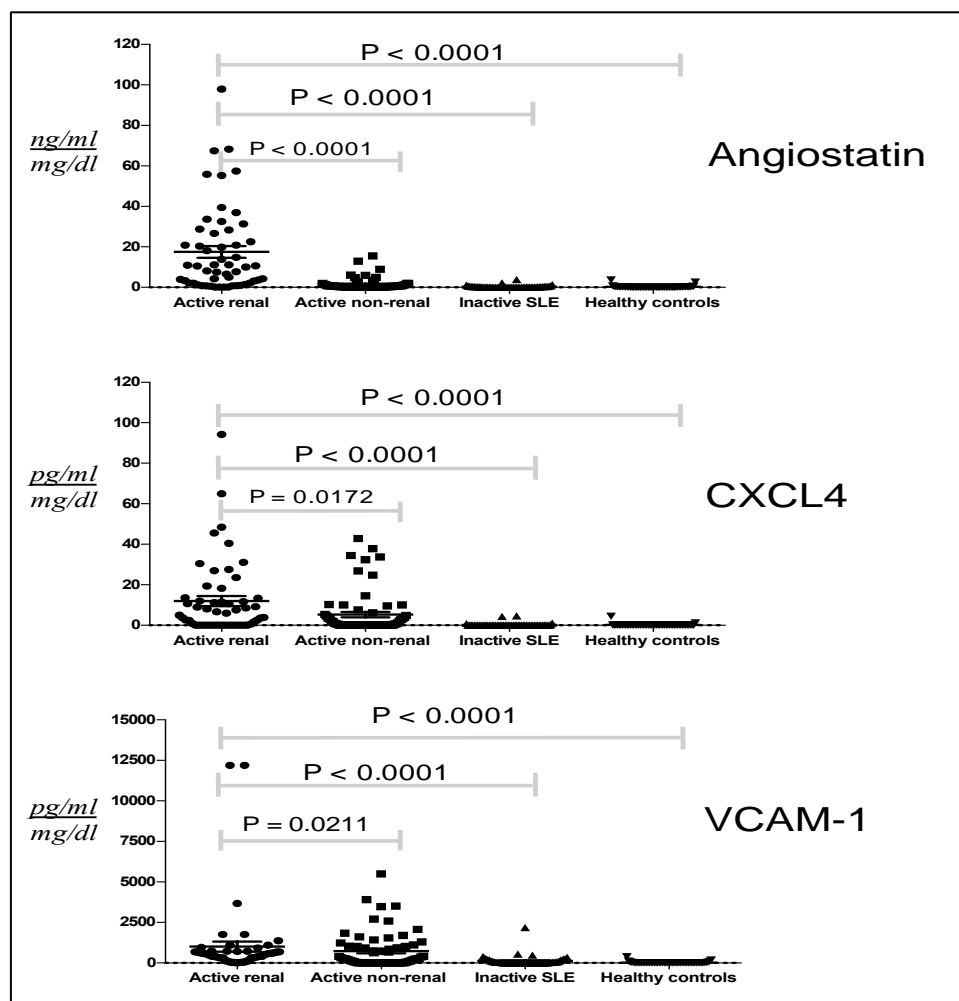 120
P < 0.0001
100
P < 0.0001
80
ng/ml
mg/dl
P < 0.0001
Angiostatin
60
40
20
0
Active renal Active non-renal Inactive SLE Healthy controls
120
P < 0.0001
100
80
P < 0.0001
pg/ml
mg/dl
P = 0.0172
CXCL4
60
40
20
0
Active renal Active non-renal Inactive SLE Healthy controls
15000
P < 0.0001
12500
P < 0.0001
10000
pg/ml
mg/dl
P = 0.0211
VCAM-1
7500
5000
2500
0
Active renal Active non-renal Inactive SLE Healthy controls